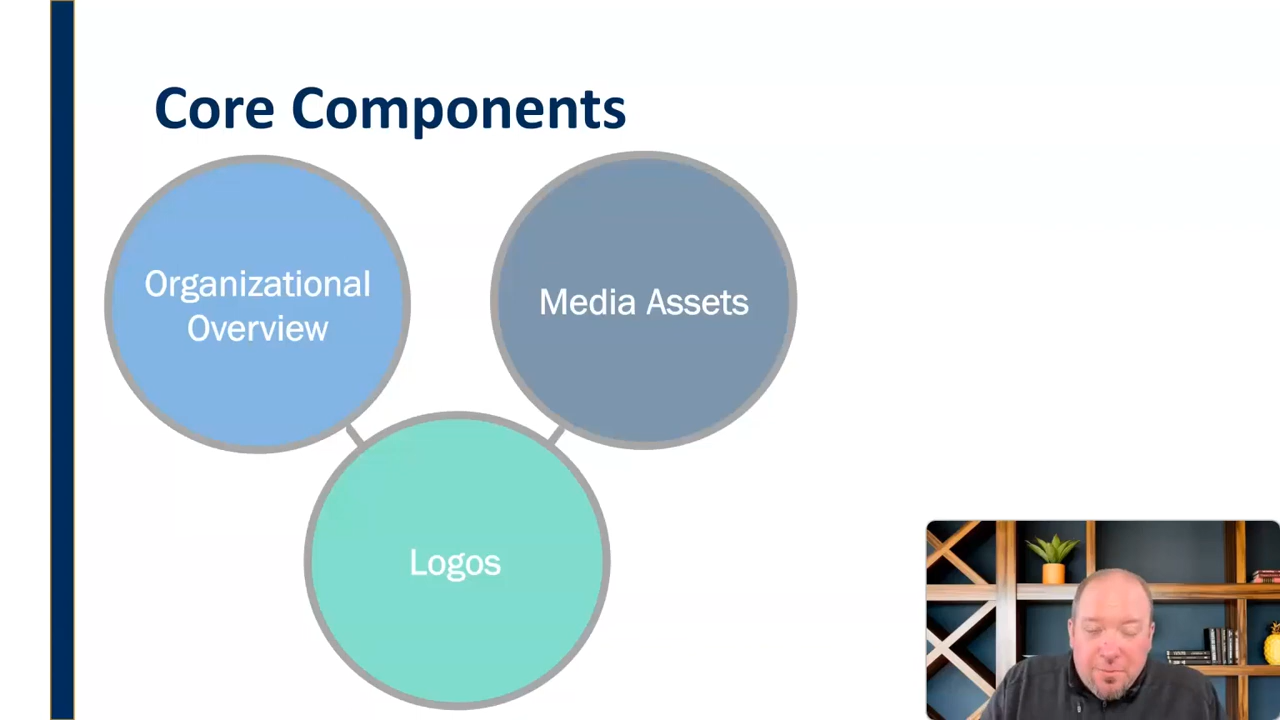 Core Components
Organizational
Overview
Media Assets
Logos